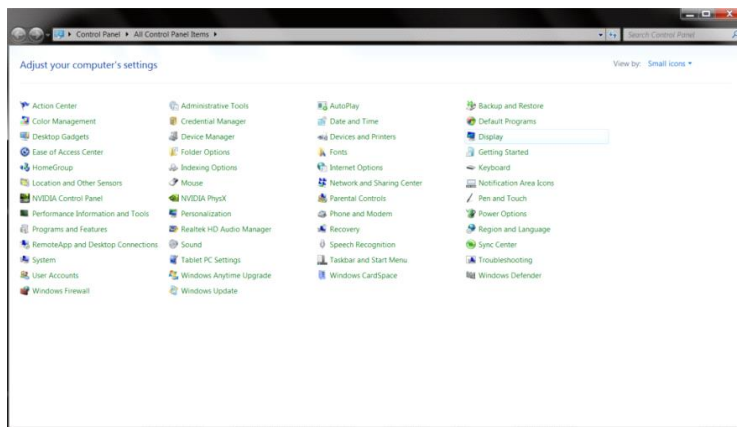 Control Panel All Control Panel Items Search Control Panel
Adjust your computer's settings View by: Small icons
Action Center Administrative Tools AutoPlay Backup and Restore
Color Management Credential Manager Date and Time Default Programs
Desktop Gadgets Device Manager Devices and Printers Display
Ease of Access Center Folder Options Fonts Getting Started
HomeGroup Indexing Options Internet Options Keyboard
Location and Other Sensors Mouse Network and Sharing Center Notification Area Icons
NVIDIA Control Panel NVIDIA PhysX Parental Controls Pen and Touch
Performance Information and Tools Personalization Phone and Modem Power Options
Programs and Features Realtek HD Audio Manager Recovery Region and Language
RemoteApp and Desktop Connections Sound Speech Recognition Sync Center
System Tablet PC Settings Taskbar and Start Menu Troubleshooting
User Accounts Windows Anytime Upgrade Windows CardSpace Windows Defender
Windows Firewall Windows Update